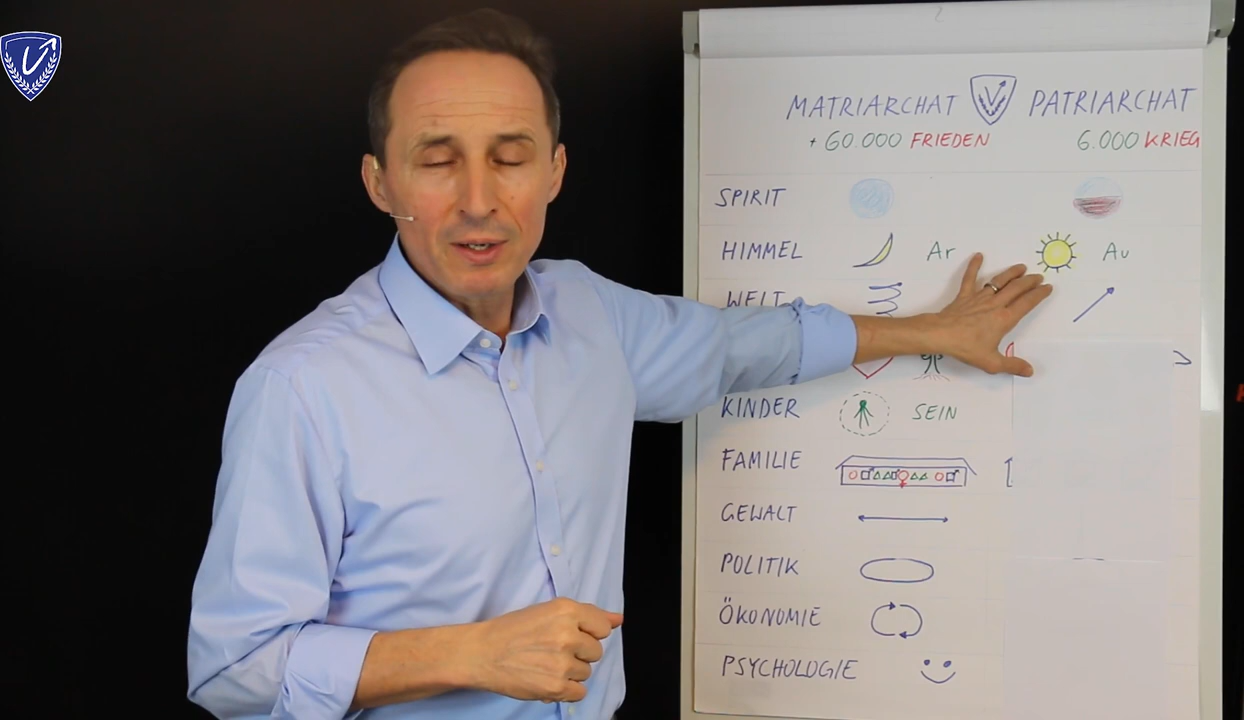 MATRIARCHAT PATRIARCHAT
+ 60.000 FRIEDEN 6.000 KRIEG
SPIRIT
HIMMEL Ar Au
WELT
KINDER SEIN
FAMILIE
GEWALT
POLITIK
ÖKONOMIE
PSYCHOLOGIE